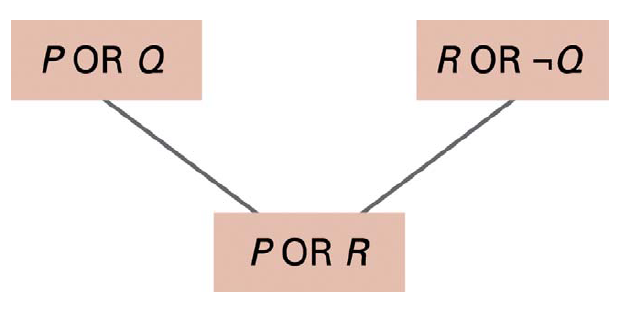 P OR Q
R OR ¬Q
P OR R